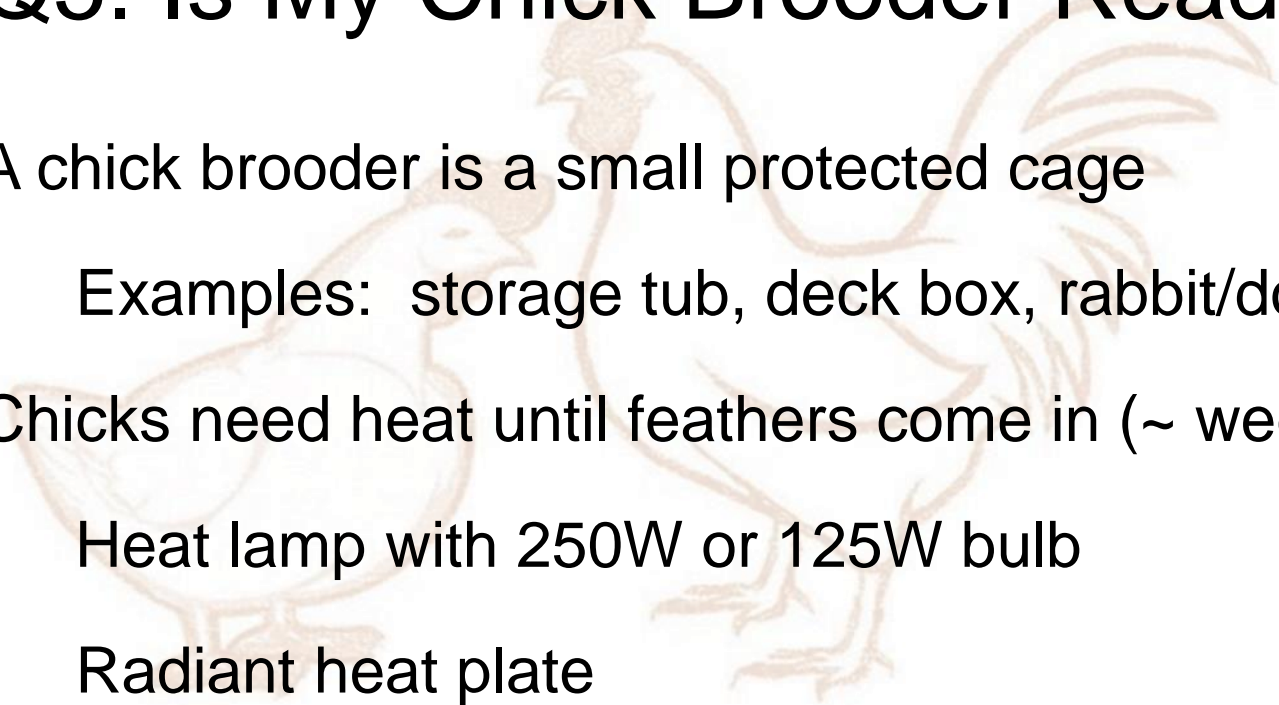 Is My Chick Brooder
A chick brooder is a small protected cage
Examples: storage tub, deck box, rabbit/
Chicks need heat until feathers come in (~
Heat lamp with 250W or 125W bulb
Radiant heat plate